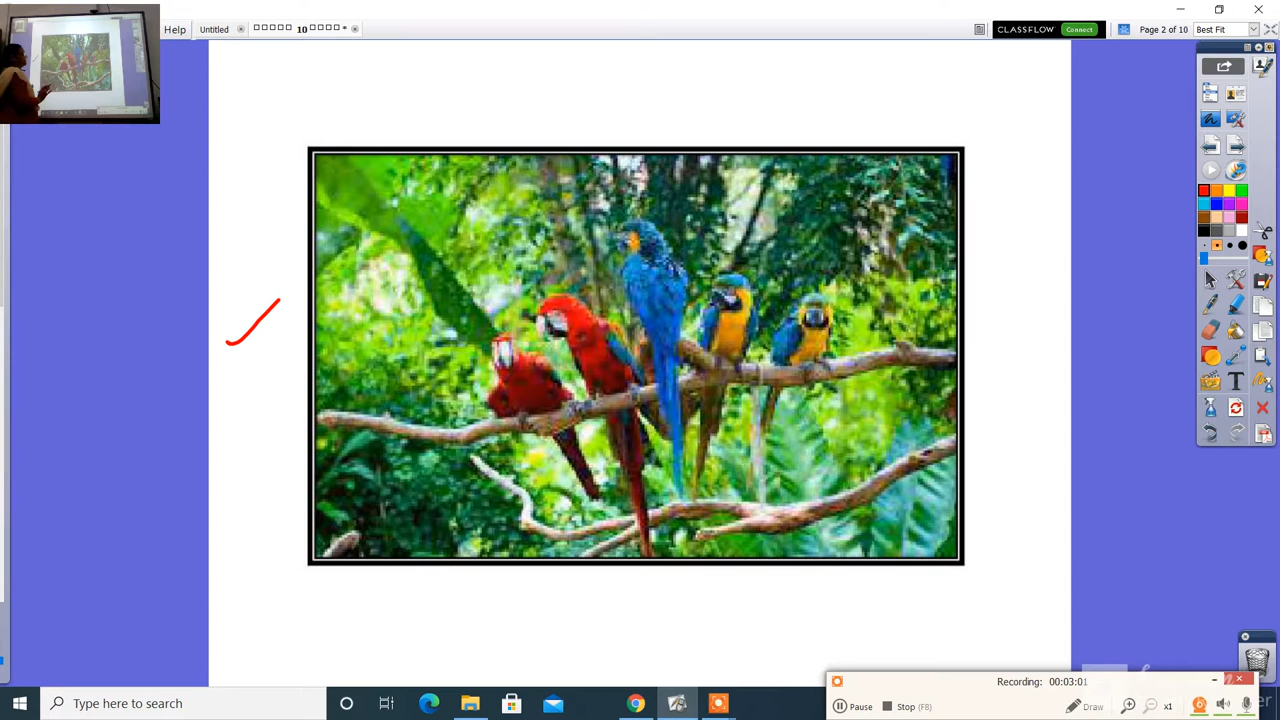 Help
Untitled
10 *
CLASSFLOW Connect
Page 2 of 10
Best Fit
T
Recording: 00:03:01
Pause Stop (F8) Draw x1
Type here to search